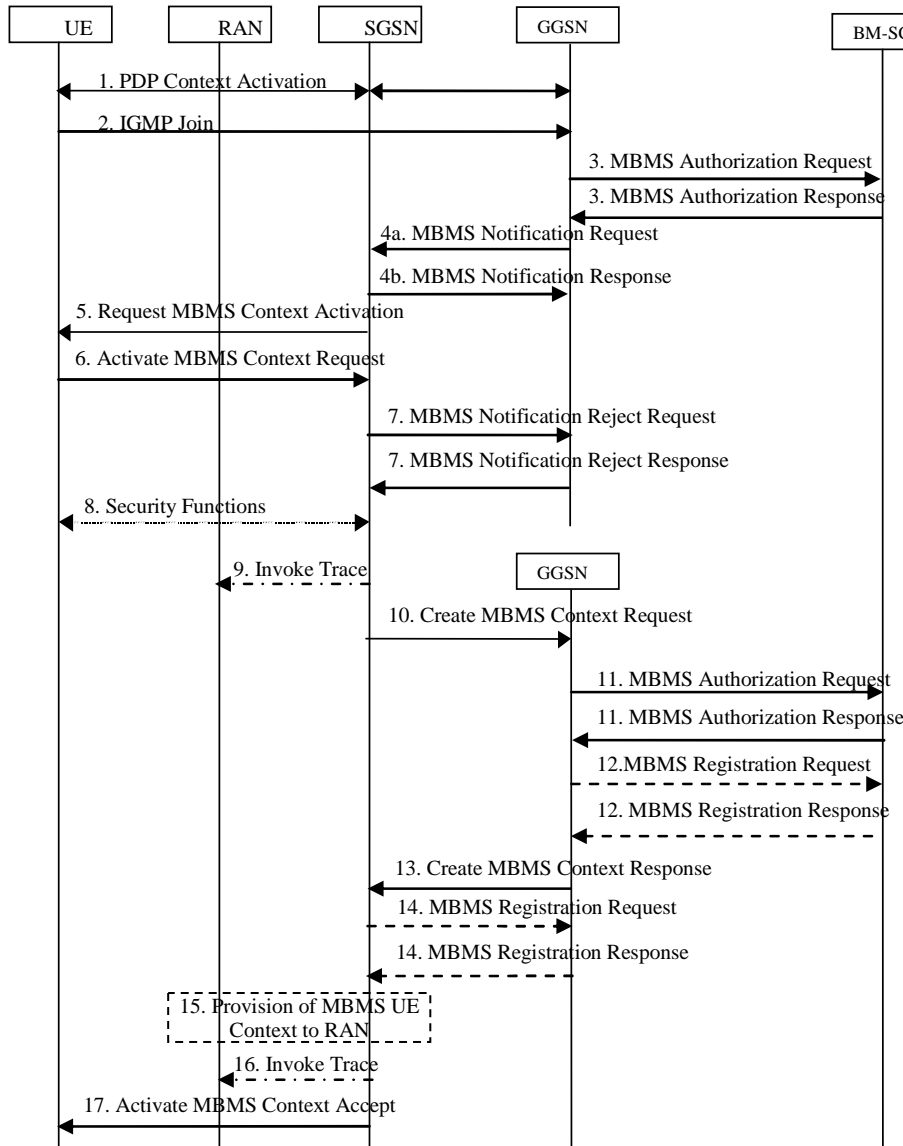 UE
RAN
SGSN
GGSN
BM-SC
1. PDP Context Activation
2. IGMP Join
3. MBMS Authorization Request
3. MBMS Authorization Response
4a. MBMS Notification Request
4b. MBMS Notification Response
5. Request MBMS Context Activation
6. Activate MBMS Context Request
7. MBMS Notification Reject Request
7. MBMS Notification Reject Response
8. Security Functions
9. Invoke Trace
GGSN
10. Create MBMS Context Request
11. MBMS Authorization Request
11. MBMS Authorization Response
12.MBMS Registration Request
12. MBMS Registration Response
13. Create MBMS Context Response
14. MBMS Registration Request
14. MBMS Registration Response
15. Provision of MBMS UE
Context to RAN
16. Invoke Trace
17. Activate MBMS Context Accept